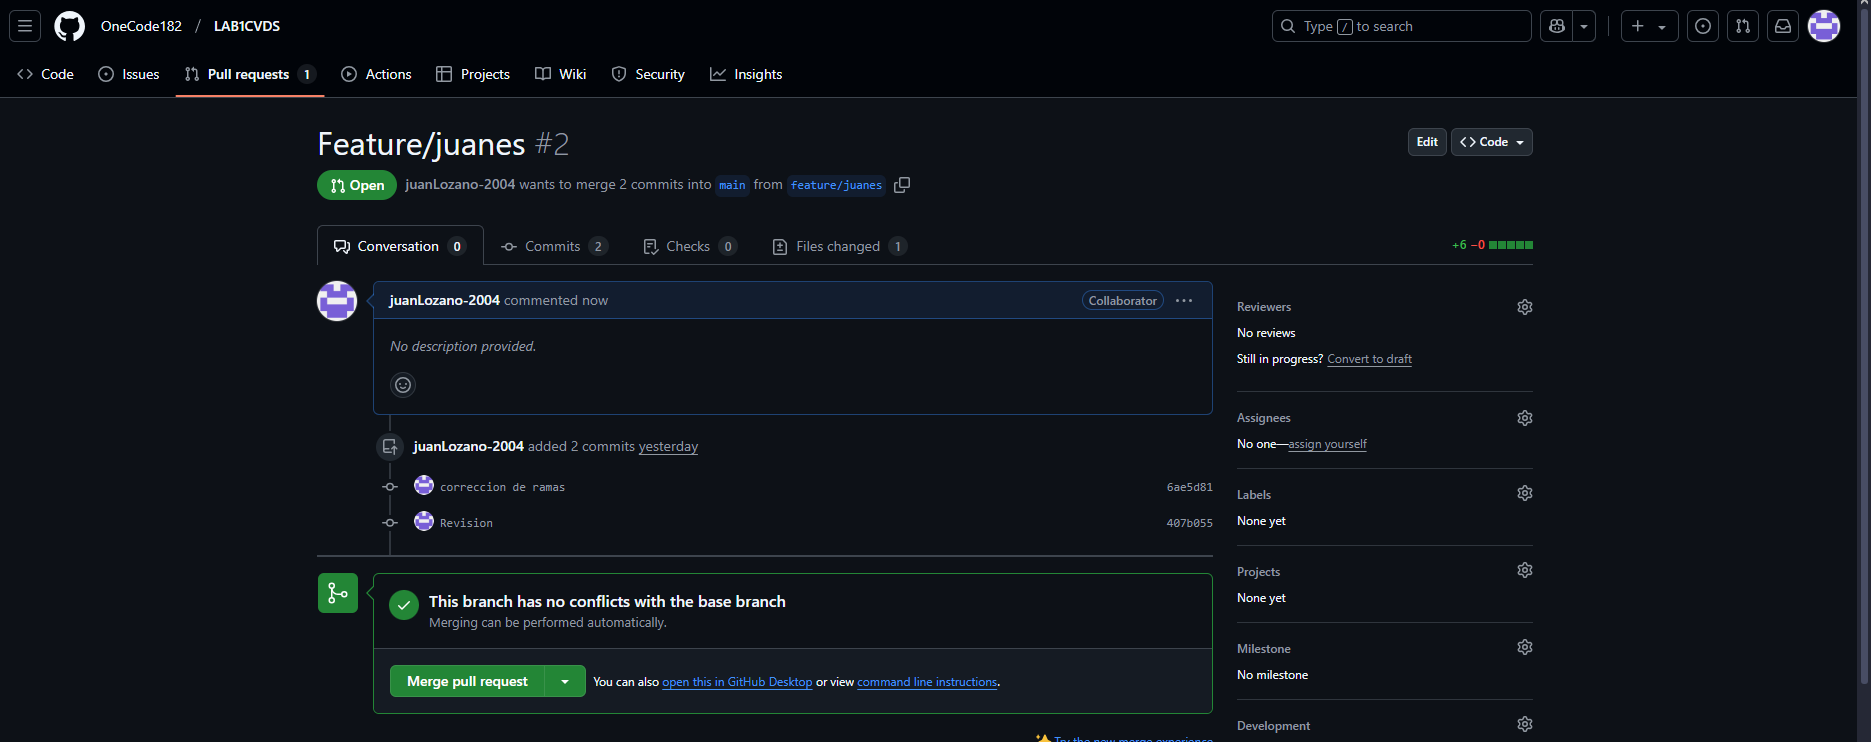 OneCode182 / LAB1CVDS
Type / to search
Code Issues Pull requests 1 Actions Projects Wiki Security Insights
Feature/juanes #2
Edit
Code
Open juanLozano-2004 wants to merge 2 commits into main from feature/juanes
Conversation 0 Commits 2 Checks 0 Files changed 1
+6 −0
juanLozano-2004 commented now
Collaborator
No description provided.
juanLozano-2004 added 2 commits yesterday
correccion de ramas 6ae5d81
Revision 407b055
This branch has no conflicts with the base branch
Merging can be performed automatically.
Merge pull request You can also open this in GitHub Desktop or view command line instructions.
Try the new merge experience
Reviewers
No reviews
Still in progress? Convert to draft
Assignees
No one—assign yourself
Labels
None yet
Projects
None yet
Milestone
No milestone
Development